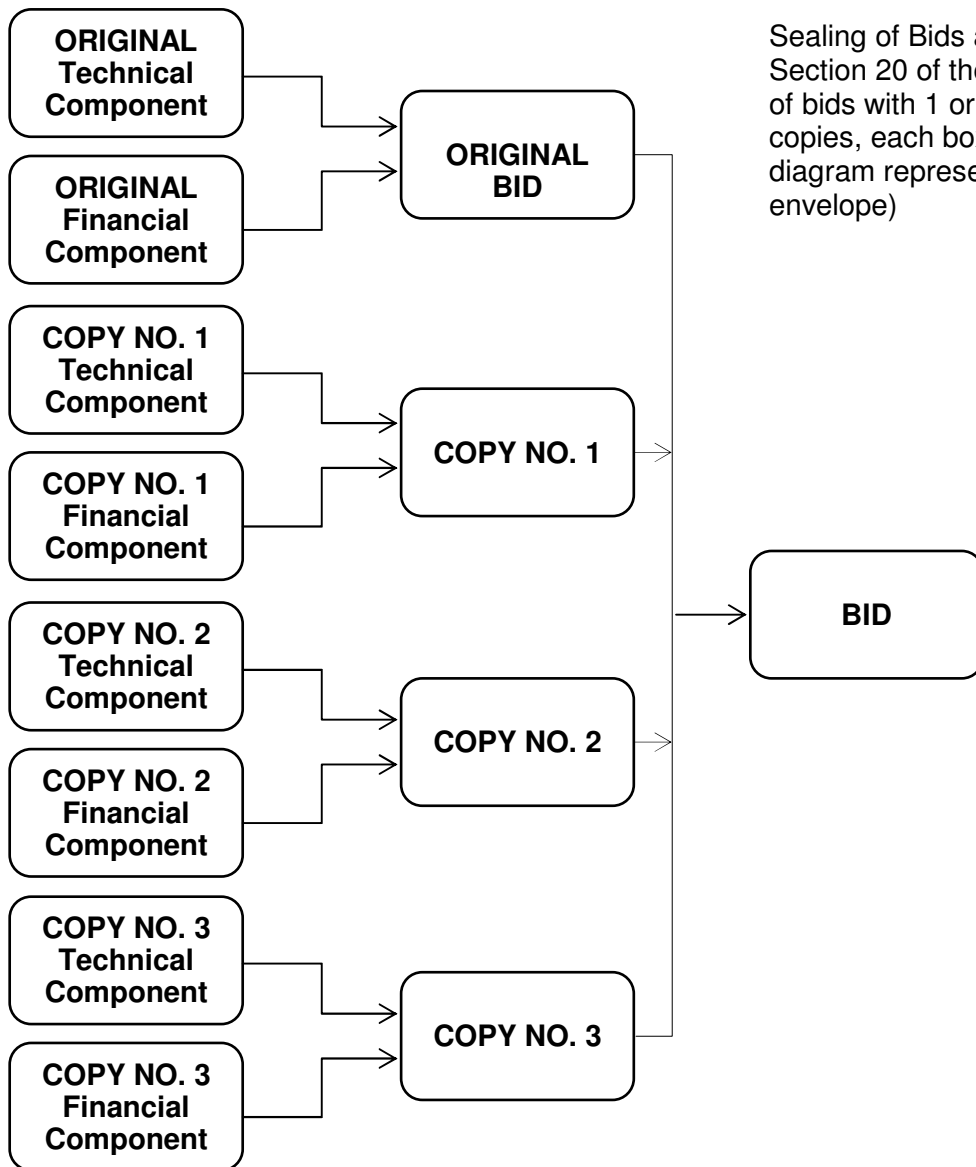 Sealing of Bids
Section 20 of
of bids with 1 or
copies, each
diagram
envelope)
ORIGINAL
Technical
Component
ORIGINAL
Financial
Component
ORIGINAL
BID
COPY NO. 1
Technical
Component
COPY NO. 1
Financial
Component
COPY NO. 1
COPY NO. 2
Technical
Component
COPY NO. 2
Financial
Component
COPY NO. 2
COPY NO. 3
Technical
Component
COPY NO. 3
Financial
Component
COPY NO. 3
BID